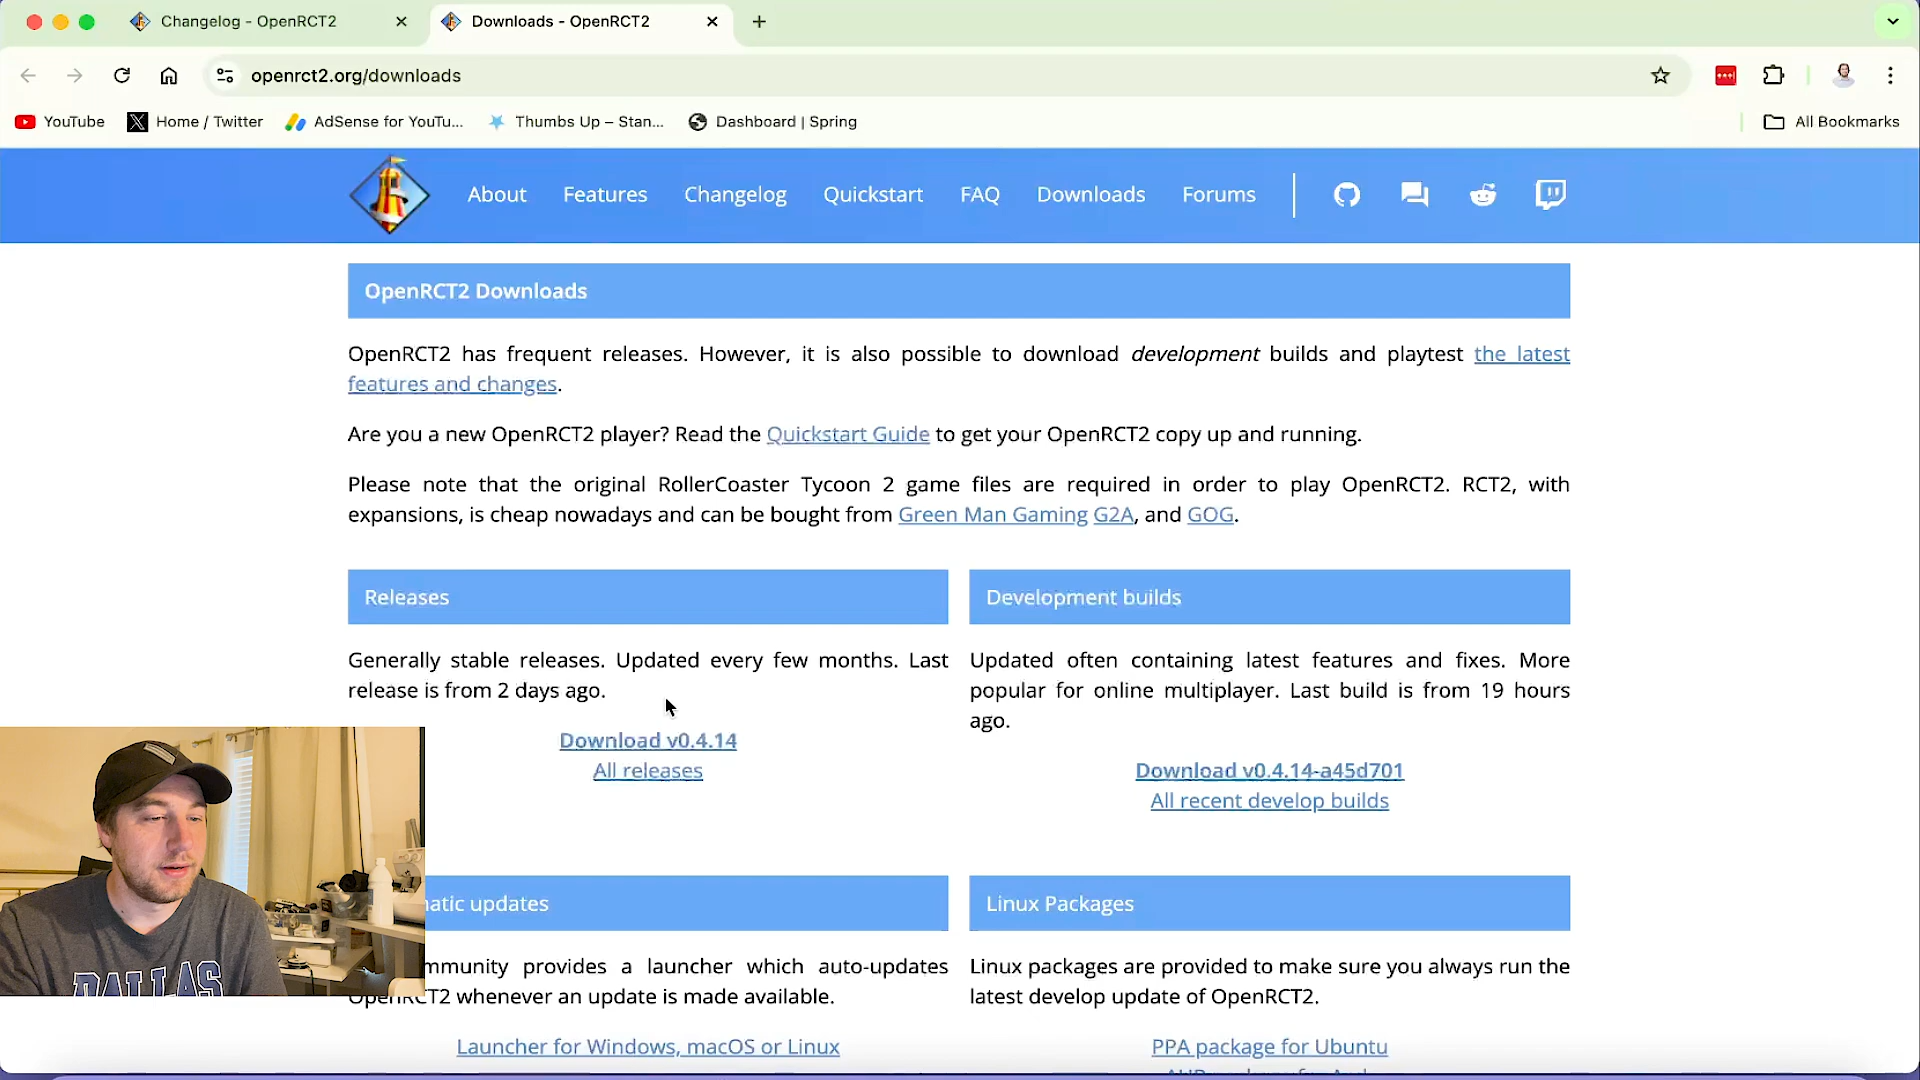 Changelog - OpenRCT2
Downloads - OpenRCT2
openrct2.org/downloads
YouTube
Home / Twitter
AdSense for YouTu...
Thumbs Up – Stan...
Dashboard | Spring
All Bookmarks
About
Features
Changelog
Quickstart
FAQ
Downloads
Forums
OpenRCT2 Downloads
OpenRCT2 has frequent releases. However, it is also possible to download development builds and playtest the latest
features and changes.
Are you a new OpenRCT2 player? Read the Quickstart Guide to get your OpenRCT2 copy up and running.
Please note that the original RollerCoaster Tycoon 2 game files are required in order to play OpenRCT2. RCT2, with
expansions, is cheap nowadays and can be bought from Green Man Gaming G2A, and GOG.
Releases
Generally stable releases. Updated every few months. Last
release is from 2 days ago.
Download v0.4.14
All releases
Development builds
Updated often containing latest features and fixes. More
popular for online multiplayer. Last build is from 19 hours
ago.
Download v0.4.14-a45d701
All recent develop builds
atic updates
mmunity provides a launcher which auto-updates
OpenRCT2 whenever an update is made available.
Launcher for Windows, macOS or Linux
Linux Packages
Linux packages are provided to make sure you always run the
latest develop update of OpenRCT2.
PPA package for Ubuntu
DALLAS